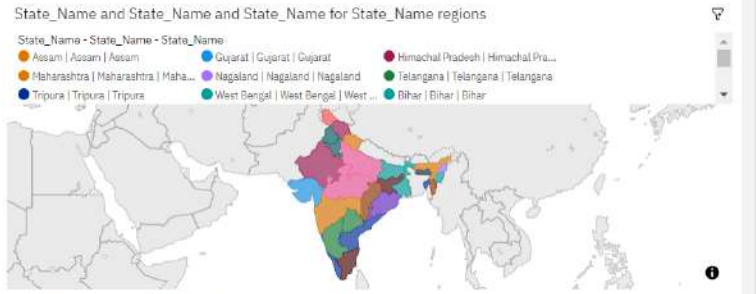 State_Name and State_Name and State_Name for State_Name regions
State_Name - State_Name - State_Name
Assam | Assam | Assam
Gujarat | Gujarat | Gujarat
Himachal Pradesh | Himachal Pra...
Maharashtra | Maharashtra | Maha...
Nagaland | Nagaland | Nagaland
Telangana | Telangana | Telangana
Tripura | Tripura | Tripura
West Bengal | West Bengal | West ...
Bihar | Bihar | Bihar